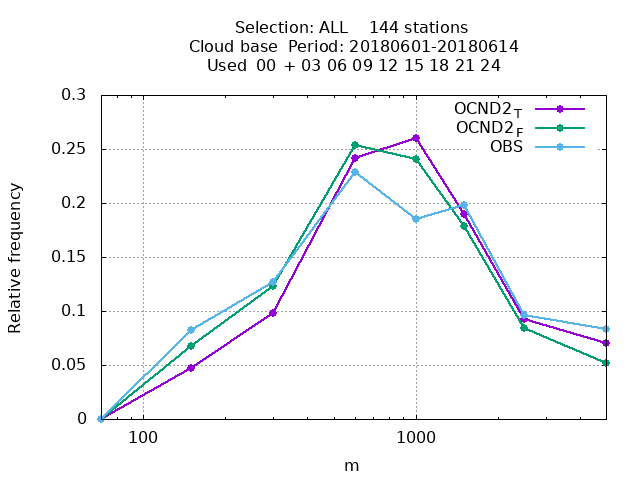 Selection: ALL    144 stations
Cloud base  Period: 20180601-20180614
Used  00 + 03 06 09 12 15 18 21 24
0.3
0.25
0.2
0.15
0.1
0.05
0
Relative frequency
OCND2T
OCND2F
OBS
100
1000
m